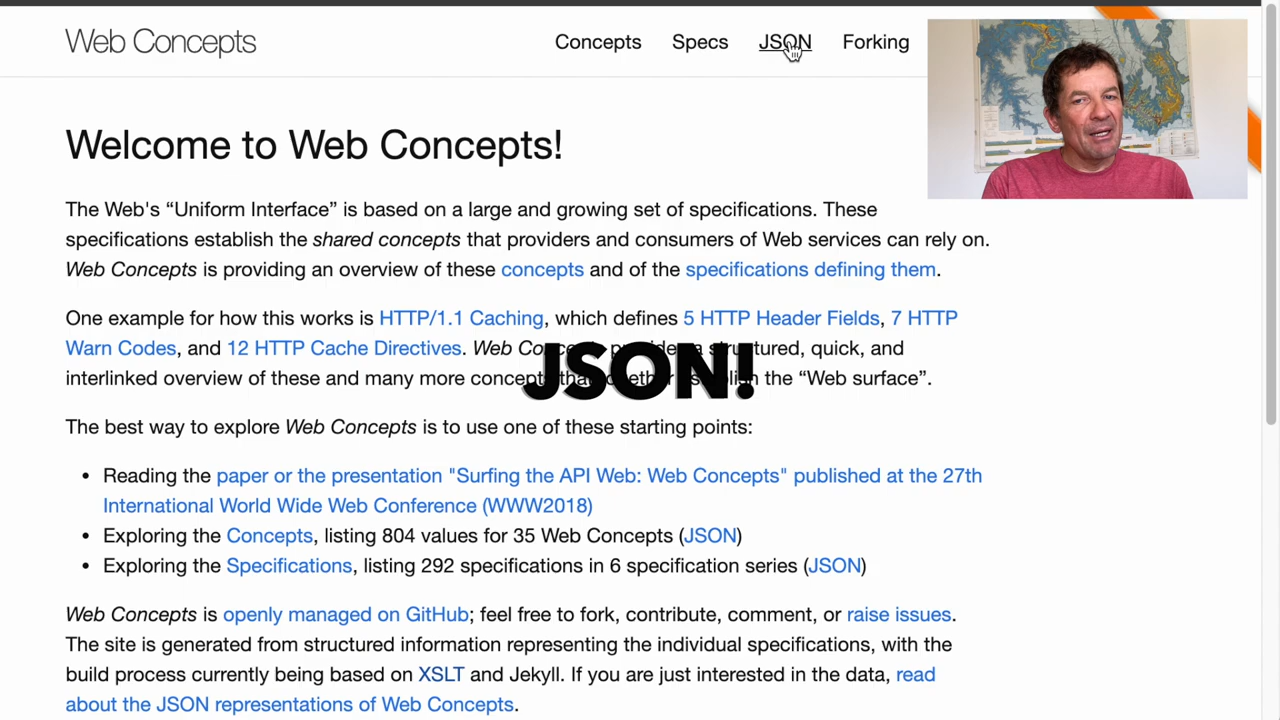 Web Concepts
Concepts Specs JSON Forking
Welcome to Web Concepts!
The Web's “Uniform Interface” is based on a large and growing set of specifications. These
specifications establish the shared concepts that providers and consumers of Web services can rely on.
Web Concepts is providing an overview of these concepts and of the specifications defining them.
One example for how this works is HTTP/1.1 Caching, which defines 5 HTTP Header Fields, 7 HTTP
Warn Codes, and 12 HTTP Cache Directives. Web Concepts provides a structured, quick, and
interlinked overview of these and many more concepts that together establish the “Web surface”.
JSON!
The best way to explore Web Concepts is to use one of these starting points:
• Reading the paper or the presentation "Surfing the API Web: Web Concepts" published at the 27th
International World Wide Web Conference (WWW2018)
• Exploring the Concepts, listing 804 values for 35 Web Concepts (JSON)
• Exploring the Specifications, listing 292 specifications in 6 specification series (JSON)
Web Concepts is openly managed on GitHub; feel free to fork, contribute, comment, or raise issues.
The site is generated from structured information representing the individual specifications, with the
build process currently being based on XSLT and Jekyll. If you are just interested in the data, read
about the JSON representations of Web Concepts.